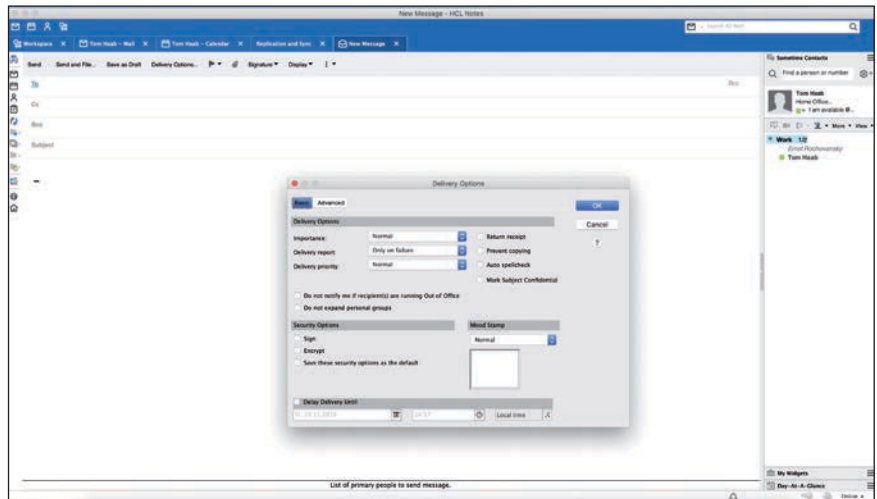 New Message - HCL Notes
Workspace
Tom Haab - Mail
Tom Haab - Calendar
Replication and Sync
New Message
Send
Send and File...
Save as Draft
Delivery Options...
Signature
Display
To
Cc
Bcc
Subject
Delivery Options
Basic
Advanced
OK
Cancel
?
Delivery Options
Importance:
Normal
Return receipt
Delivery report:
Only on failure
Prevent copying
Delivery priority:
Normal
Auto spellcheck
Mark Subject Confidential
Do not notify me if recipient(s) are running Out of Office
Do not expand personal groups
Security Options
Mood Stamp
Sign
Normal
Encrypt
Save these security options as the default
Delay Delivery Until
14:57
Local time
Sametime Contacts
Find a person or number
Tom Haab
Home Office...
I am available @...
More
View
Work 1/2
Tom Haab
My Widgets
Day-At-A-Glance
Online
List of primary people to send message.